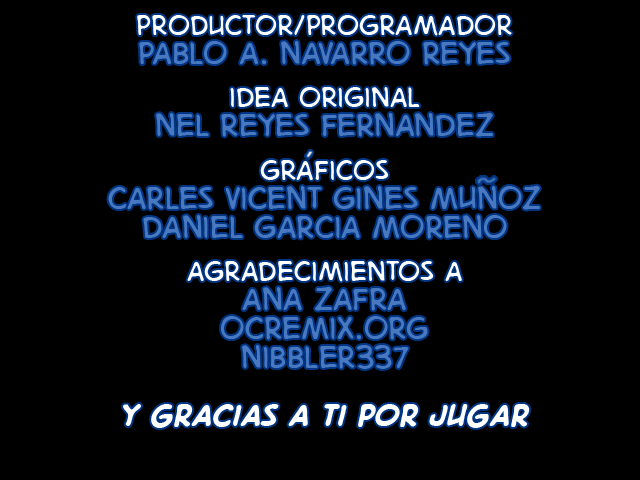 PRODUCTOR/PROGRAMADOR
PABLO A. NAVARRO REYES
IDEA ORIGINAL
NEL REYES FERNANDEZ
GRÁFICOS
CARLES VICENT GINES MUÑOZ
DANIEL GARCIA MORENO
AGRADECIMIENTOS A
ANA ZAFRA
OCREMIX.ORG
NIBBLER337
Y GRACIAS A TI POR JUGAR